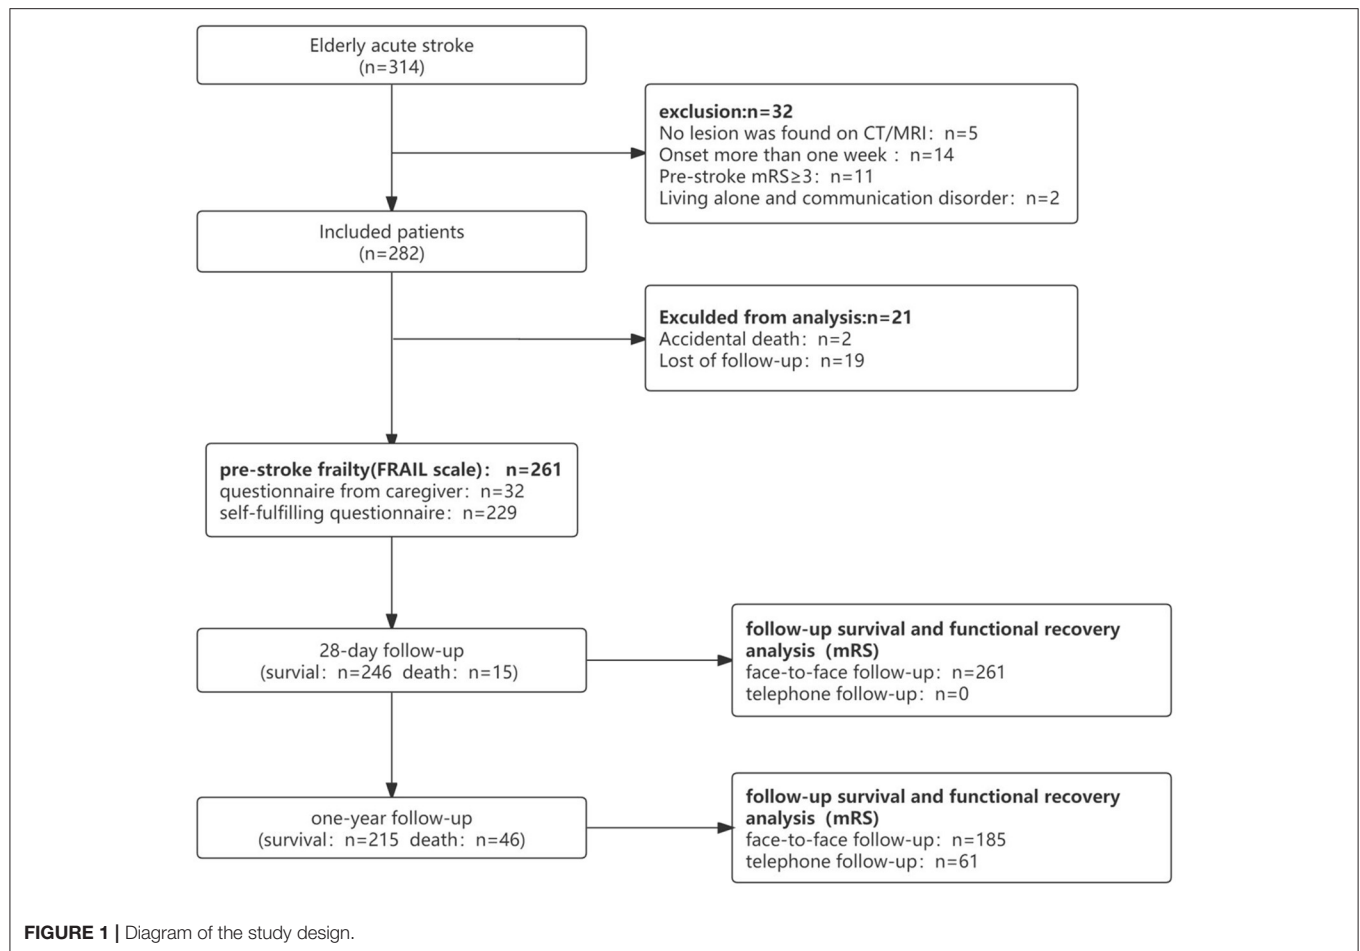 Elderly acute stroke
(n=314)
exclusion:n=32
No lesion was found on CT/MRI: n=5
Onset more than one week : n=14
Pre-stroke mRS≥3: n=11
Living alone and communication disorder: n=2
Included patients
(n=282)
Exculded from analysis:n=21
Accidental death: n=2
Lost of follow-up: n=19
pre-stroke frailty(FRAIL scale): n=261
questionnaire from caregiver: n=32
self-fulfilling questionnaire: n=229
28-day follow-up
(survial: n=246 death: n=15)
follow-up survival and functional recovery
analysis (mRS)
face-to-face follow-up: n=261
telephone follow-up: n=0
one-year follow-up
(survival: n=215 death: n=46)
follow-up survival and functional recovery
analysis (mRS)
face-to-face follow-up: n=185
telephone follow-up: n=61
FIGURE 1 | Diagram of the study design.